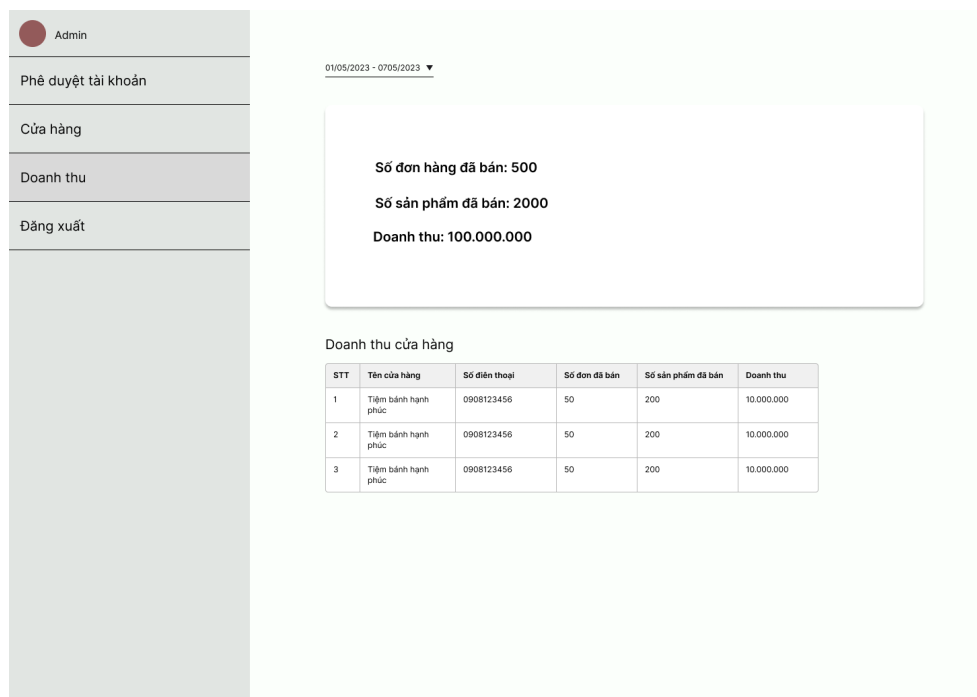 Admin
Phê duyệt tài khoản
Cửa hàng
Doanh thu
Đăng xuất
01/05/2023 - 0705/2023 ▼
Số đơn hàng đã bán: 500
Số sản phẩm đã bán: 2000
Doanh thu: 100.000.000
Doanh thu cửa hàng
STT Tên cửa hàng Số điên thoại Số đơn đã bán Số sản phẩm đã bán Doanh thu
1 Tiệm bánh hạnh 0908123456 50 200 10.000.000
phúc
2 Tiệm bánh hạnh 0908123456 50 200 10.000.000
phúc
3 Tiệm bánh hạnh 0908123456 50 200 10.000.000
phúc